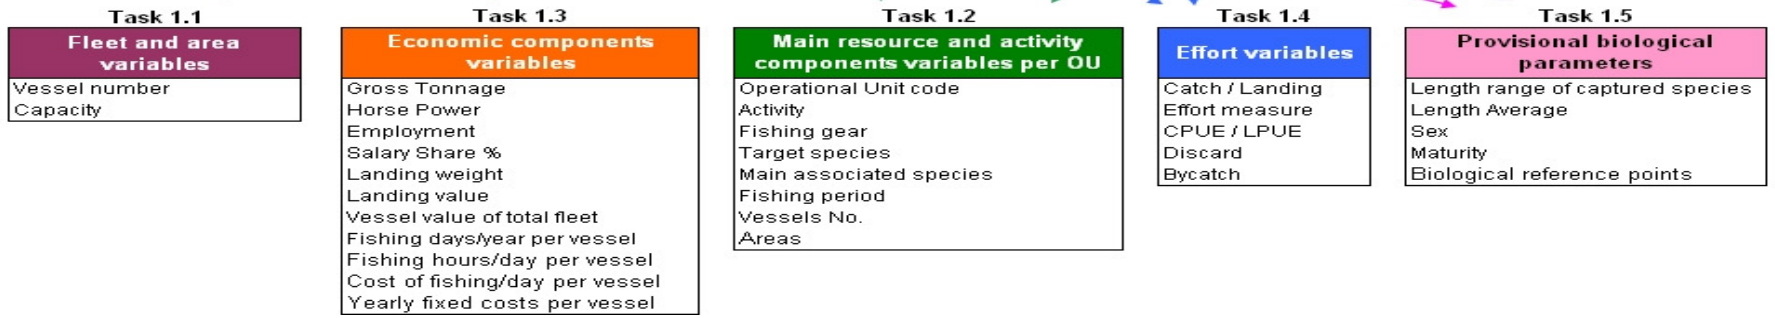 Task 1.1
Fleet and area
variables
Vessel number
Capacity
Task 1.3
Economic components
variables
Gross Tonnage
Horse Power
Employment
Salary Share %
Landing weight
Landing value
Vessel value of total fleet
Fishing days/year per vessel
Fishing hours/day per vessel
Cost of fishing/day per vessel
Yearly fixed costs per vessel
Task 1.2
Main resource and activity
components variables per OU
Operational Unit code
Activity
Fishing gear
Target species
Main associated species
Fishing period
Vessels No.
Areas
Task 1.4
Effort variables
Catch / Landing
Effort measure
CPUE / LPUE
Discard
Bycatch
Task 1.5
Provisional biological
parameters
Length range of captured species
Length Average
Sex
Maturity
Biological reference points